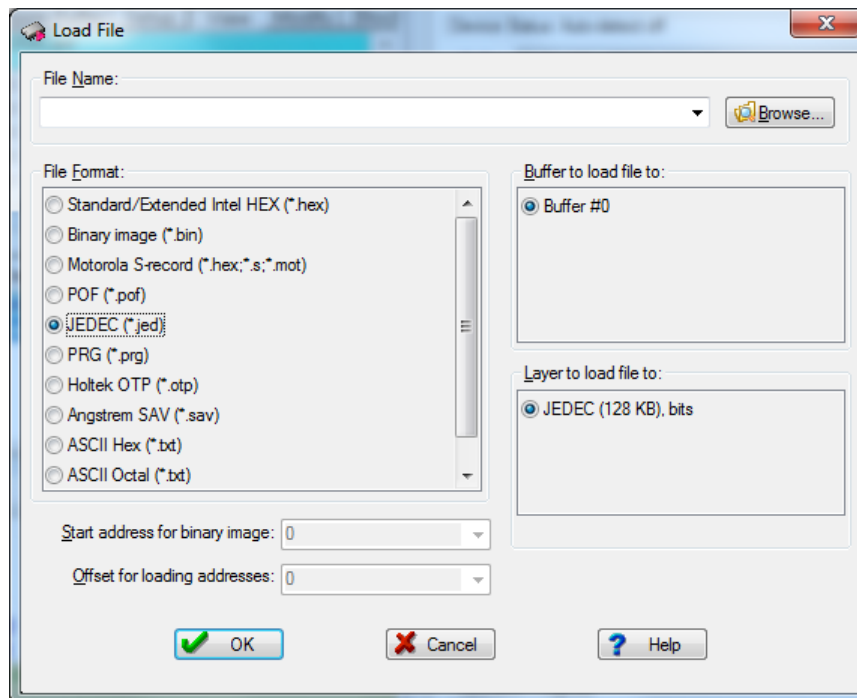 Load File
File Name:
Browse...
File Format:
Standard/Extended Intel HEX (*.hex)
Binary image (*.bin)
Motorola S-record (*.hex;*.s;*.mot)
POF (*.pof)
JEDEC (*.jed)
PRG (*.prg)
Holtek OTP (*.otp)
Angstrem SAV (*.sav)
ASCII Hex (*.txt)
ASCII Octal (*.txt)
Buffer to load file to:
Buffer #0
Layer to load file to:
JEDEC (128 KB), bits
Start address for binary image: 0
Offset for loading addresses: 0
OK
Cancel
Help